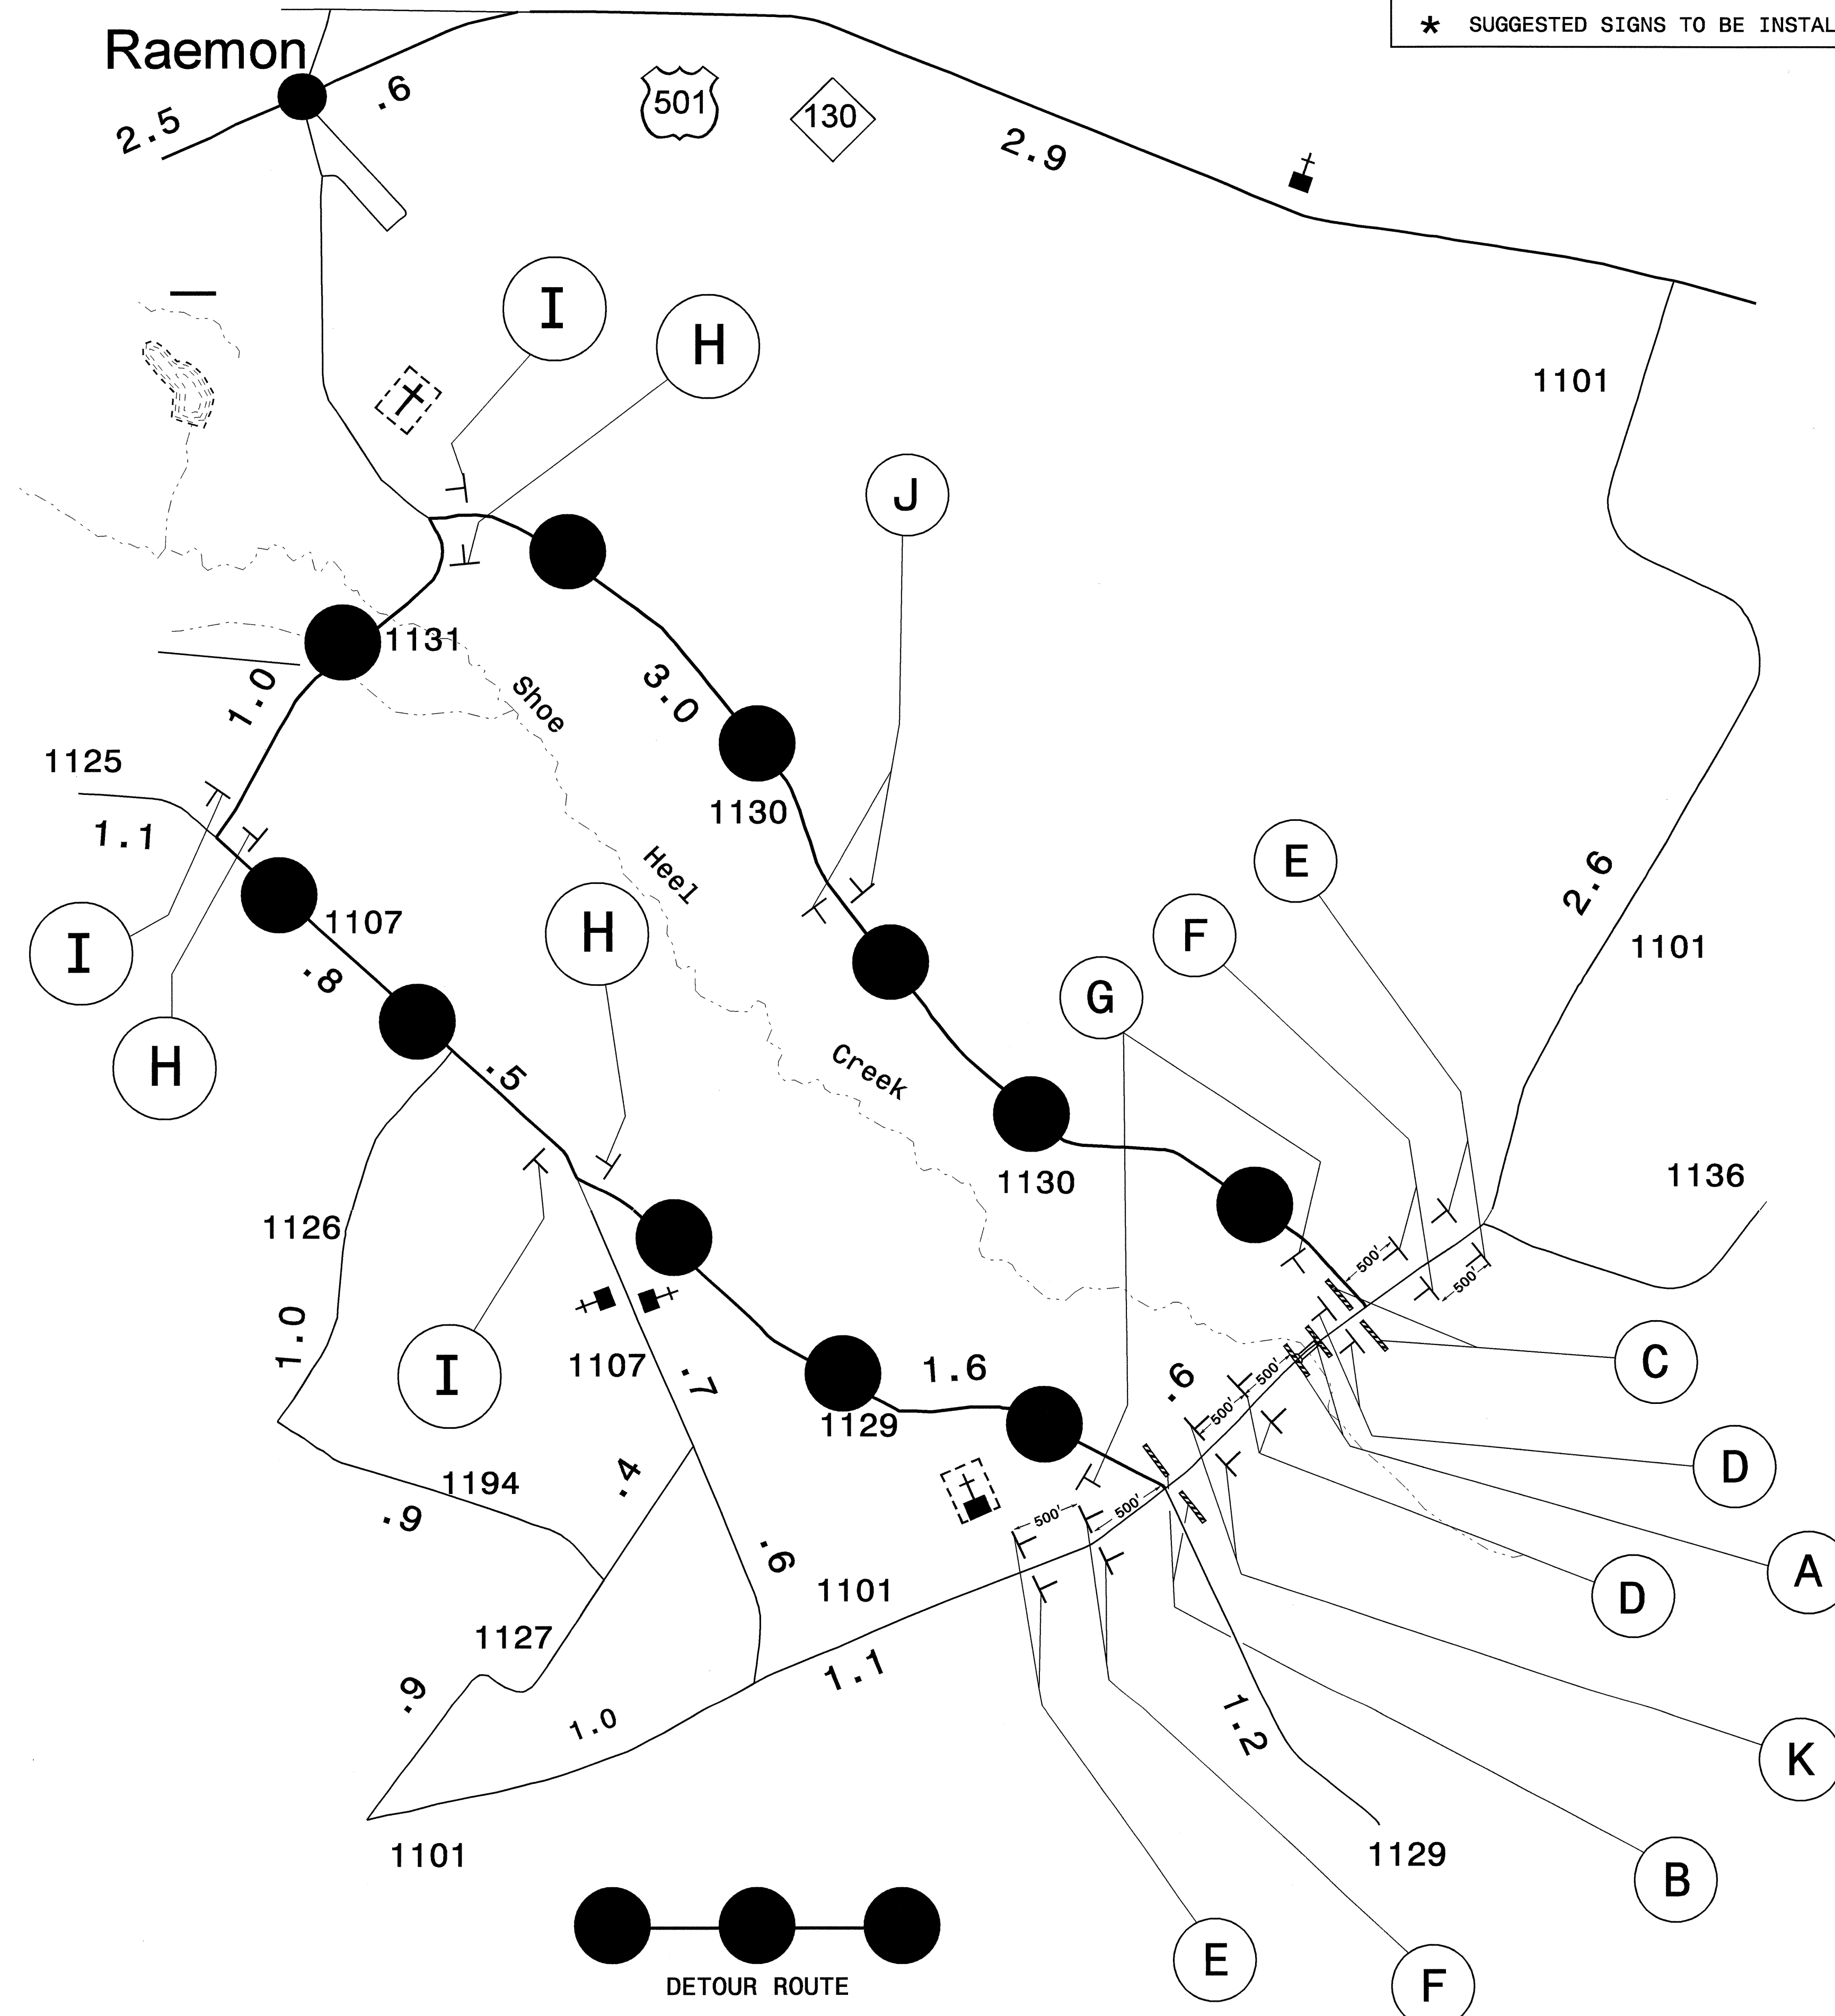 * SUGGESTED SIGNS TO BE INSTAL
Raemon
2.5
.6
501
130
2.9
I
H
1101
J
1131
1.0
Shoe
3.0
1125
1.1
1130
Heel
E
2.6
1107
F
H
1101
I
.8
G
H
Creek
.5
1130
1136
1126
500'
500'
1.0
C
I
1107
.7
1.6
.6
500'
1129
500'
D
.4
1194
.9
500'
500'
.6
A
1101
D
1127
1.1
.9
1.0
1.2
K
1101
1129
B
E
F
DETOUR ROUTE